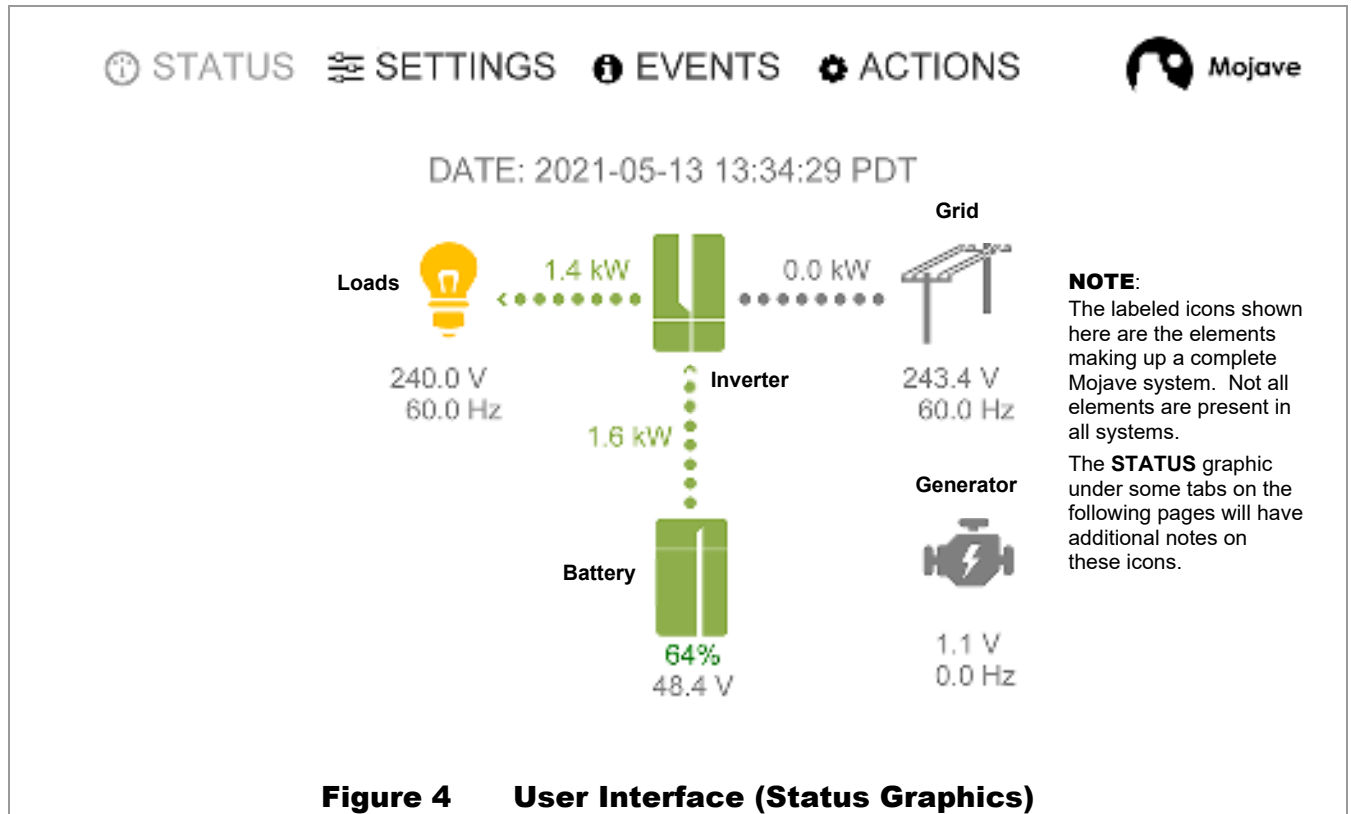 STATUS SETTINGS EVENTS ACTIONS Mojave
DATE: 2021-05-13 13:34:29 PDT
Grid
Loads
1.4 kW
0.0 kW
240.0 V
60.0 Hz
Inverter
243.4 V
60.0 Hz
1.6 kW
Generator
Battery
64%
48.4 V
1.1 V
0.0 Hz
NOTE:
The labeled icons shown
here are the elements
making up a complete
Mojave system. Not all
elements are present in
all systems.
The STATUS graphic
under some tabs on the
following pages will have
additional notes on
these icons.
Figure 4 User Interface (Status Graphics)